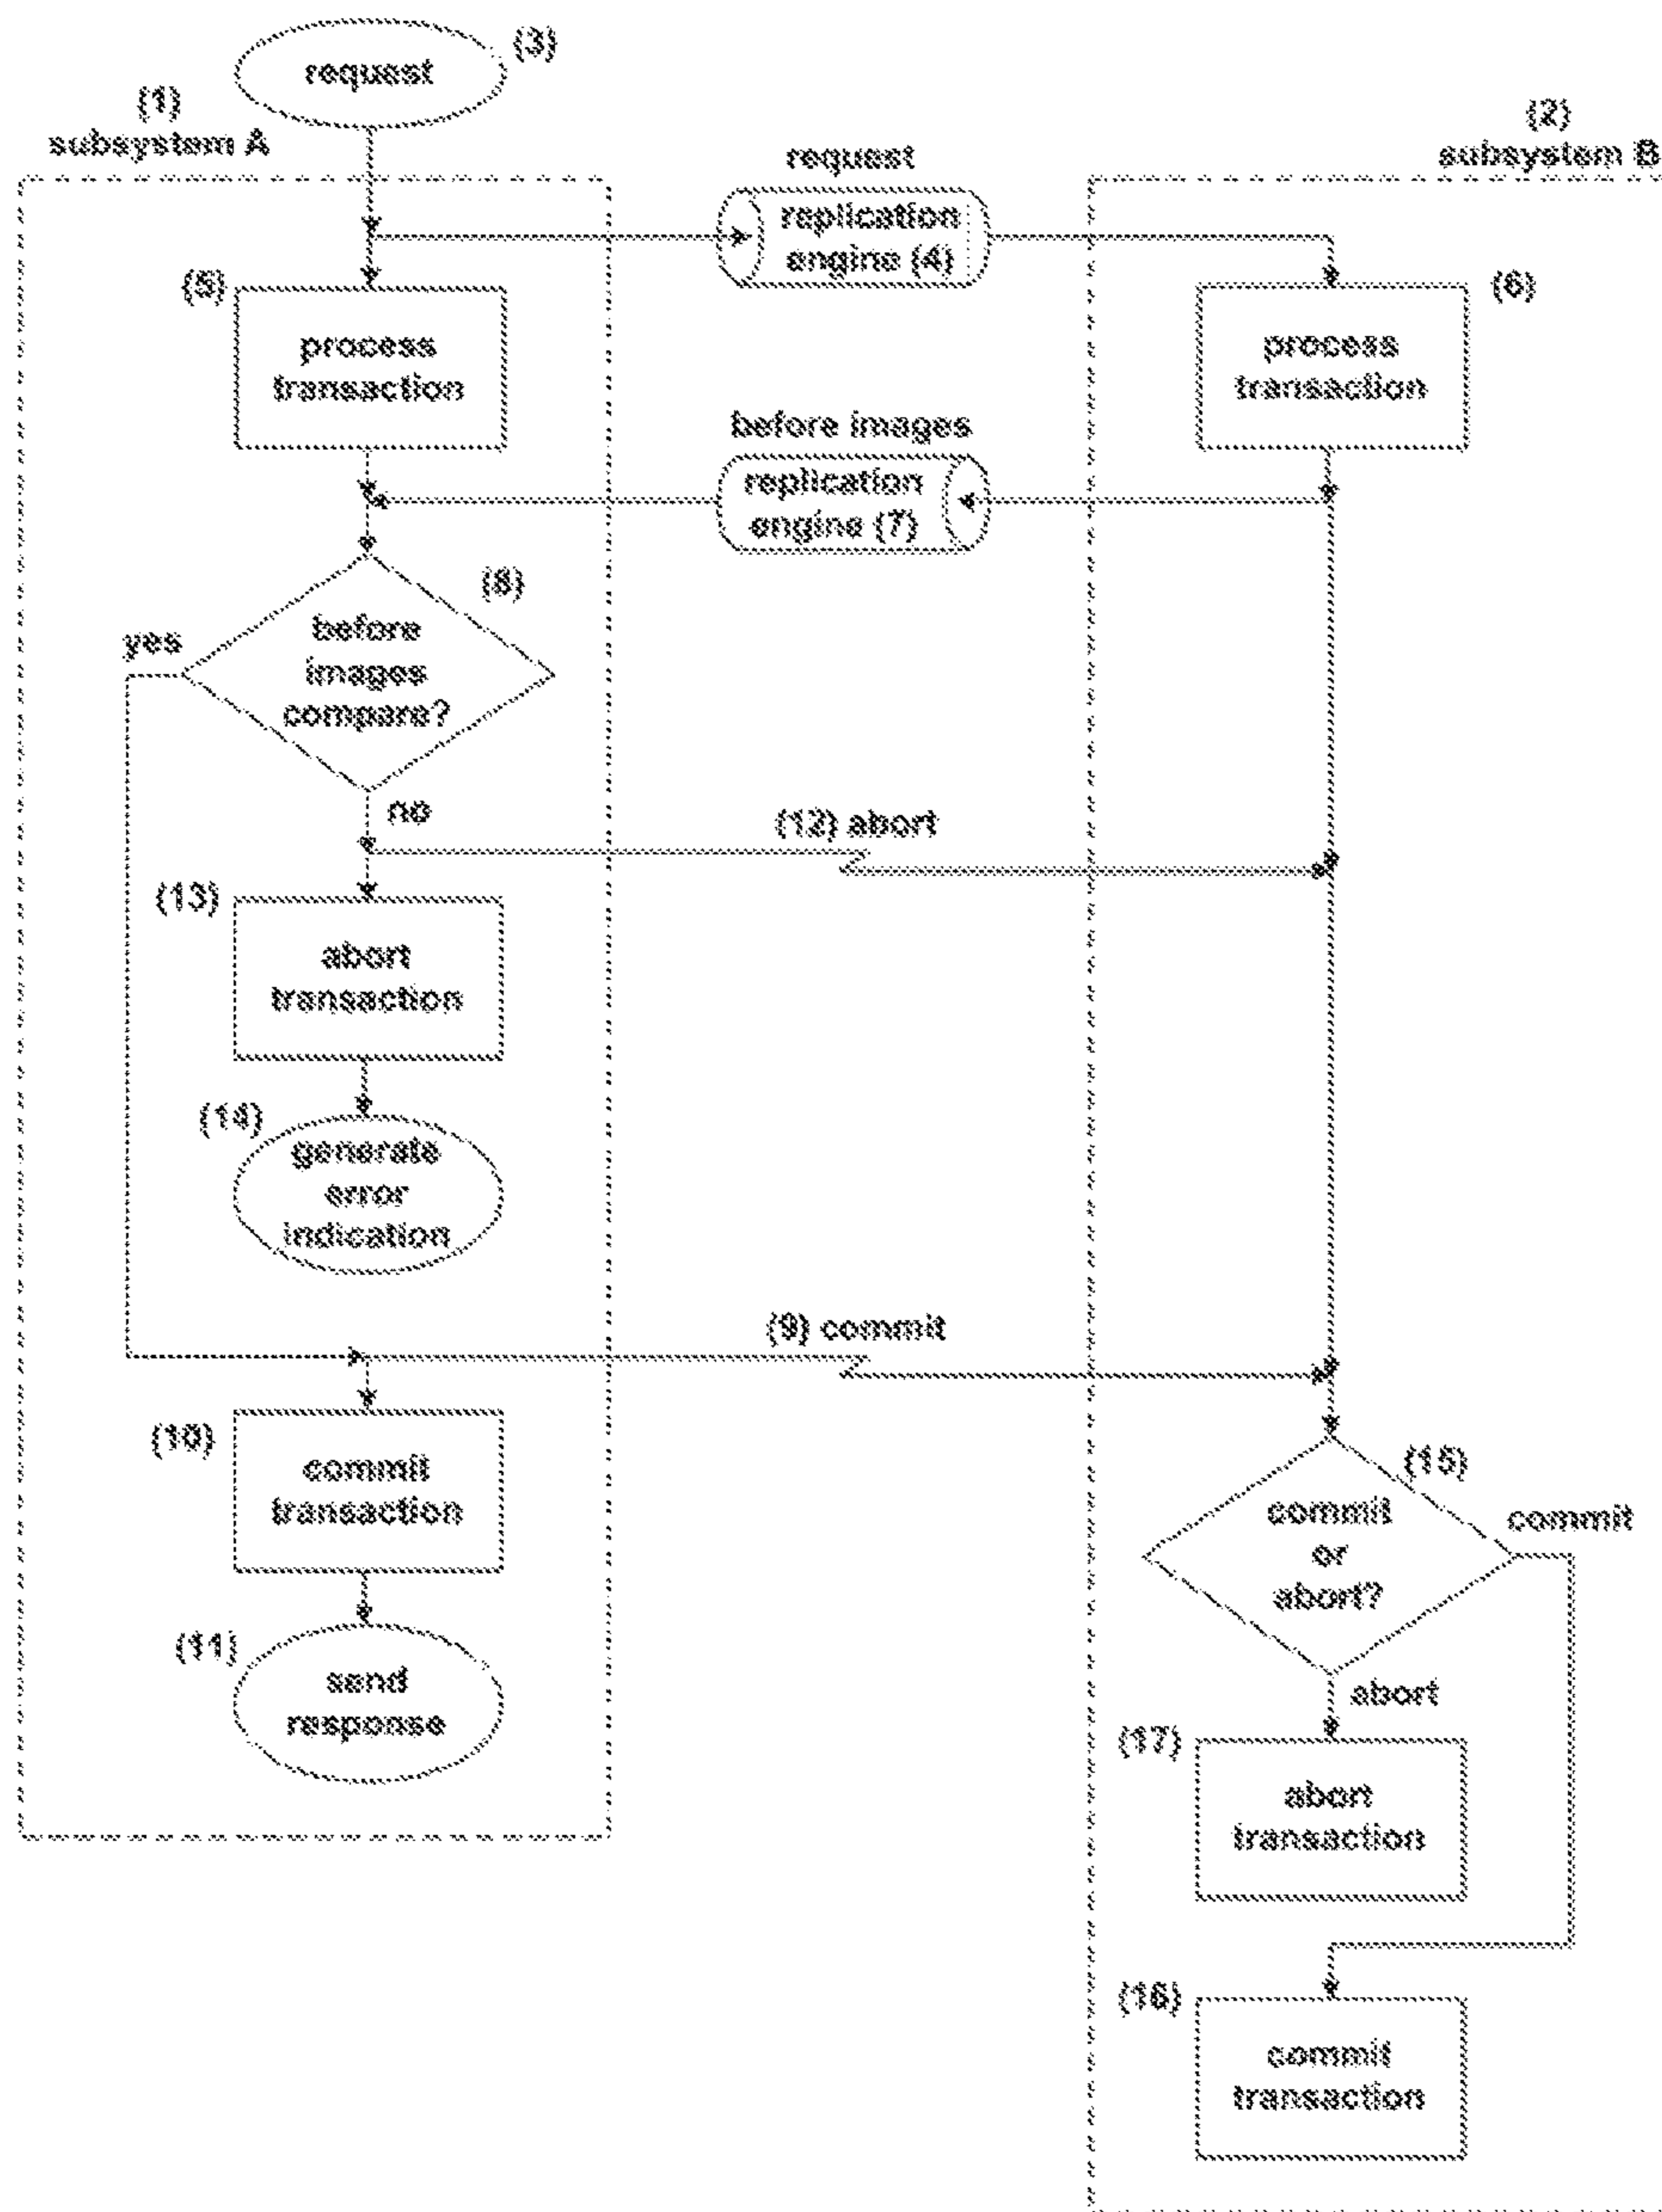 (3)
request
(1)
subsystem A
(2)
subsystem B
request
replication
engine (4)
(5)
process
transaction
(6)
process
transaction
before images
replication
engine (7)
(8)
before
images
compare?
yes
no
(12) abort
(13)
abort
transaction
(14)
generate
error
indication
(9) commit
(10)
commit
transaction
(15)
commit
or
abort?
commit
(11)
send
response
abort
(17)
abort
transaction
(16)
commit
transaction